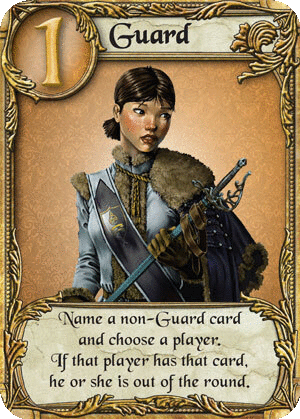 1
Guard
Name a non-Guard card
and choose a player.
If that player has that card,
he or she is out of the round.